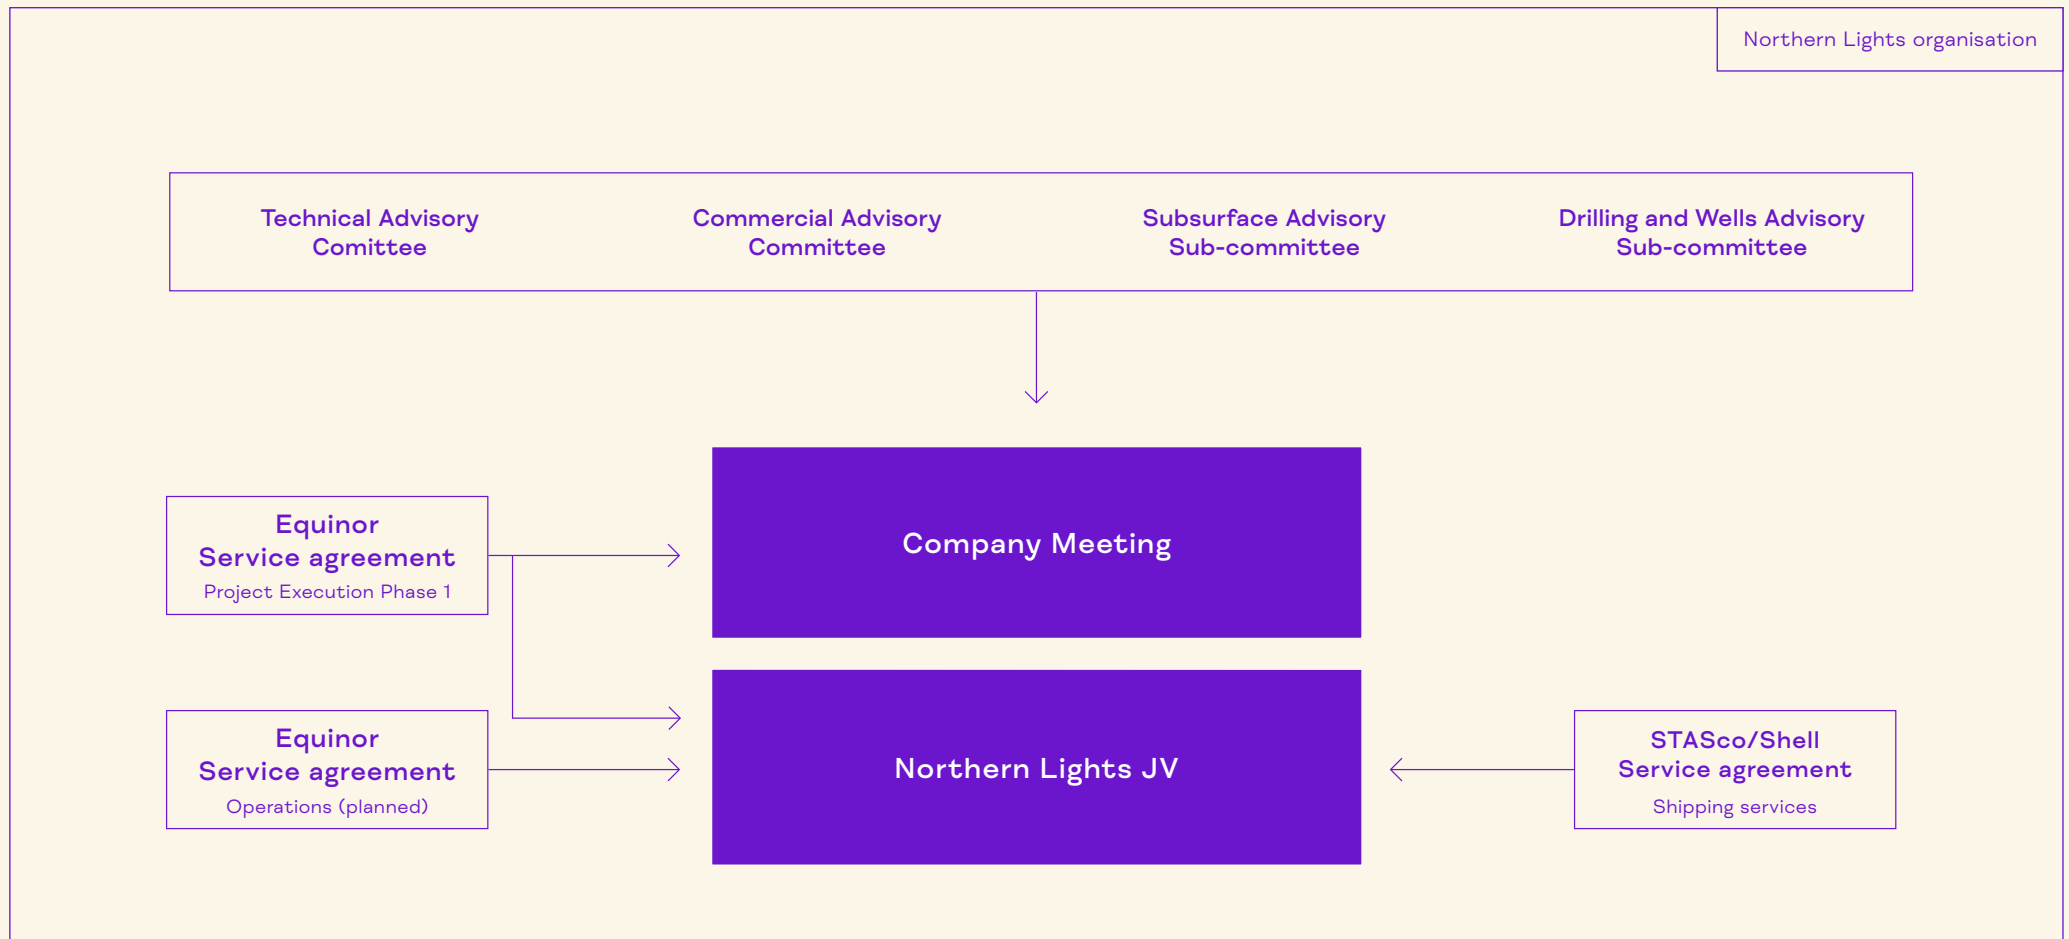 Northern Lights organisation
Technical Advisory
Comittee
Commercial Advisory
Committee
Subsurface Advisory
Sub-committee
Drilling and Wells Advisory
Sub-committee
Equinor
Service agreement
Project Execution Phase 1
Company Meeting
Equinor
Service agreement
Operations (planned)
Northern Lights JV
STASco/Shell
Service agreement
Shipping services